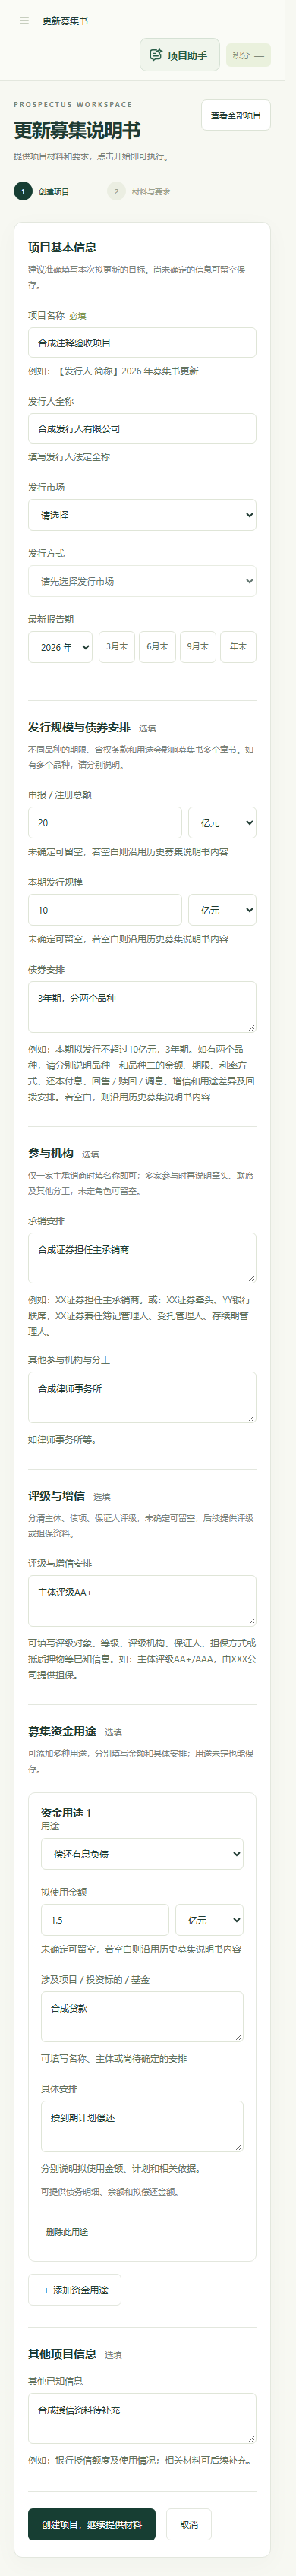 更新募集书
项目助手
积分 —
PROSPECTUS WORKSPACE
更新募集说明书
查看全部项目
提供项目材料和要求，点击开始即可执行。
1 创建项目 2 材料与要求
项目基本信息
建议准确填写本次拟更新的目标。尚未确定的信息可留空保
存。
项目名称 必填
合成注释验收项目
例如：【发行人 简称】2026 年募集书更新
发行人全称
合成发行人有限公司
填写发行人法定全称
发行市场
请选择
发行方式
请先选择发行市场
最新报告期
2026 年 3月末 6月末 9月末 年末
发行规模与债券安排 选填
不同品种的期限、含权条款和用途会影响募集书多个章节。如
有多个品种，请分别说明。
申报 / 注册总额
20 亿元
未确定可留空，若空白则沿用历史募集说明书内容
本期发行规模
10 亿元
未确定可留空，若空白则沿用历史募集说明书内容
债券安排
3年期，分两个品种
例如：本期拟发行不超过10亿元，3年期。如有两个品
种，请分别说明品种一和品种二的金额、期限、利率方
式、还本付息、回售 / 赎回 / 调息、增信和用途差异及回
拨安排。若空白，则沿用历史募集说明书内容
参与机构 选填
仅一家主承销商时填名称即可；多家参与时再说明牵头、联席
及其他分工，未定角色可留空。
承销安排
合成证券担任主承销商
例如：XX证券担任主承销商。或：XX证券牵头、YY银行
联席，XX证券兼任簿记管理人、受托管理人、存续期管
理人。
其他参与机构与分工
合成律师事务所
如律师事务所等。
评级与增信 选填
分清主体、债项、保证人评级；未确定可留空，后续提供评级
或担保资料。
评级与增信安排
主体评级AA+
可填写评级对象、等级、评级机构、保证人、担保方式或
抵质押物等已知信息。如：主体评级AA+/AAA，由XXX公
司提供担保。
募集资金用途 选填
可添加多种用途，分别填写金额和具体安排；用途未定也能保
存。
资金用途 1
用途
偿还有息负债
拟使用金额
1.5 亿元
未确定可留空，若空白则沿用历史募集说明书内容
涉及项目 / 投资标的 / 基金
合成贷款
可填写名称、主体或尚待确定的安排
具体安排
按到期计划偿还
分别说明拟使用金额、计划和相关依据。
可提供债务明细、余额和拟偿还金额。
删除此用途
+ 添加资金用途
其他项目信息 选填
其他已知信息
合成授信资料待补充
例如：银行授信额度及使用情况；相关材料可后续补充。
创建项目，继续提供材料 取消